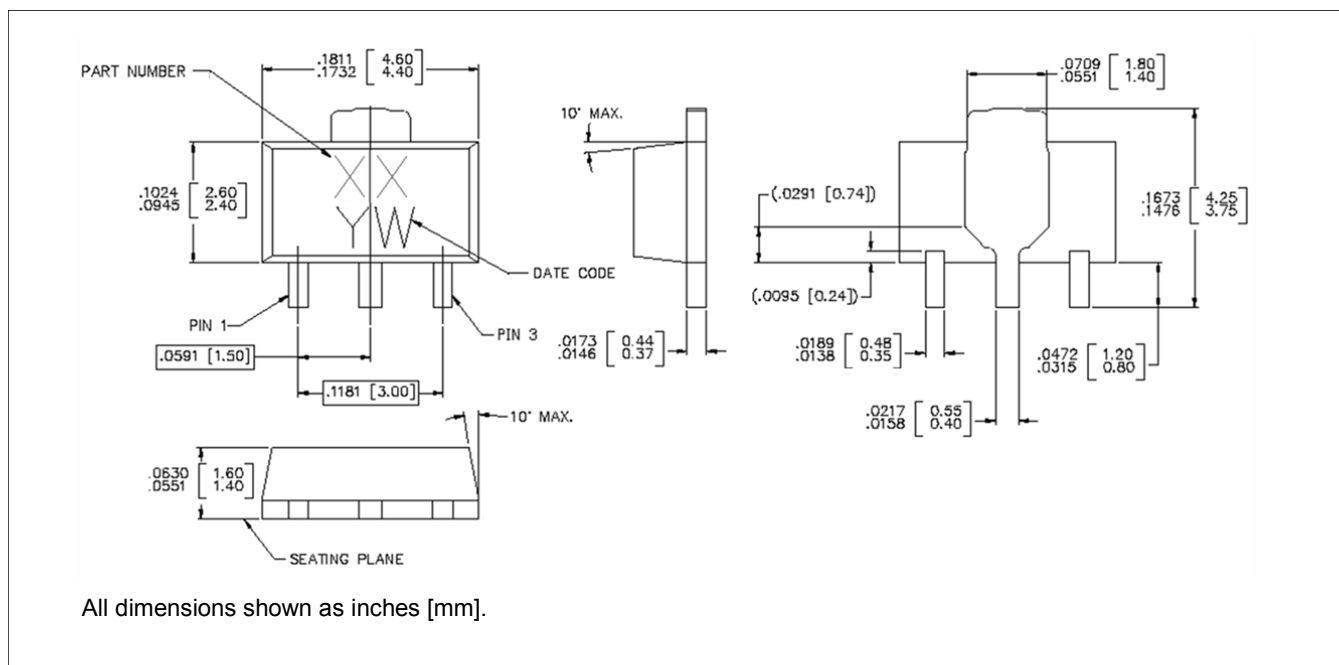 PART NUMBER
.1811 [ 4.60
.1732 [ 4.40 ]
.0709 [ 1.80
.0551 [ 1.40 ]
10° MAX.
.1024 [ 2.60
.0945 [ 2.40 ]
XX
YW
(.0291 [0.74])
.1673 [ 4.25
.1476 [ 3.75 ]
DATE CODE
(.0095 [0.24])
PIN 1
PIN 3
.0591 [1.50]
.0173 [ 0.44
.0146 [ 0.37 ]
.0189 [ 0.48
.0138 [ 0.35 ]
.0472 [ 1.20
.0315 [ 0.80 ]
.1181 [3.00]
10° MAX.
.0217 [ 0.55
.0158 [ 0.40 ]
.0630 [ 1.60
.0551 [ 1.40 ]
SEATING PLANE
All dimensions shown as inches [mm].